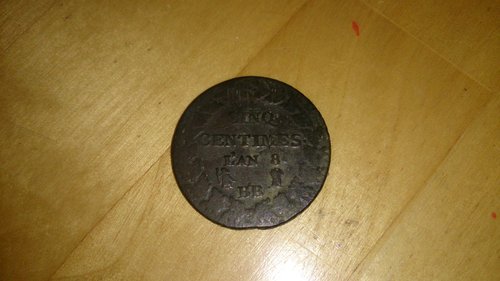 CINQ
CENTIMES.
L'AN 8
BB